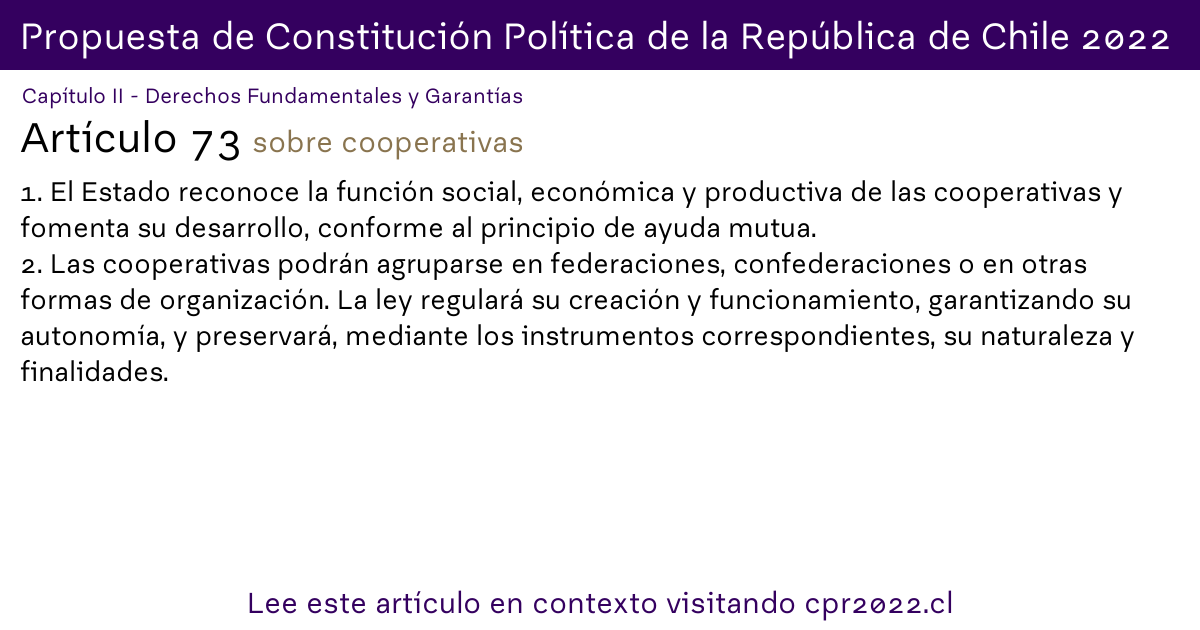 Propuesta de Constitución Política de la República de Chile 2022
Capítulo II - Derechos Fundamentales y Garantías
Artículo 73 sobre cooperativas
1. El Estado reconoce la función social, económica y productiva de las cooperativas y
fomenta su desarrollo, conforme al principio de ayuda mutua.
2. Las cooperativas podrán agruparse en federaciones, confederaciones o en otras
formas de organización. La ley regulará su creación y funcionamiento, garantizando su
autonomía, y preservará, mediante los instrumentos correspondientes, su naturaleza y
finalidades.
Lee este artículo en contexto visitando cpr2022.cl